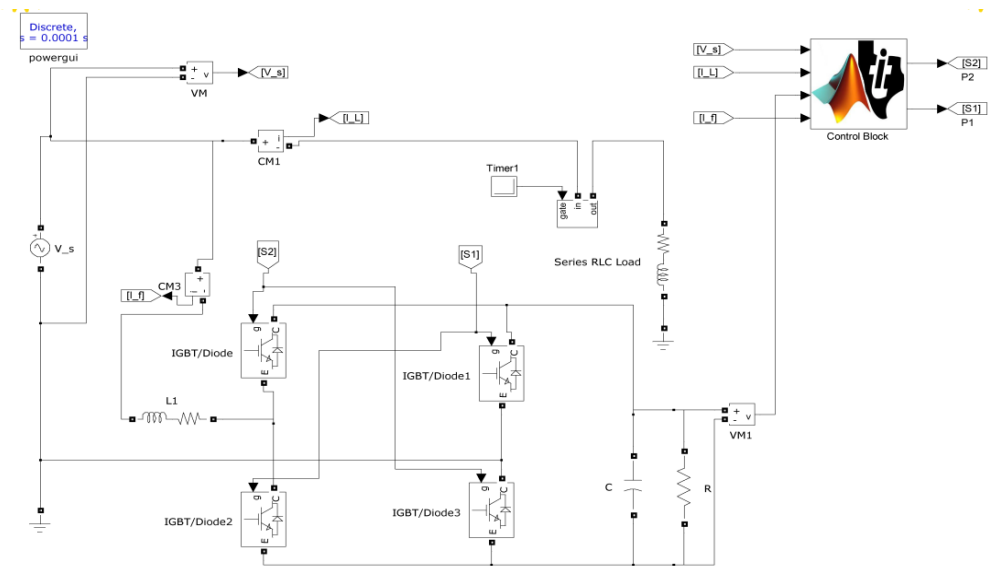 Discrete,
s = 0.0001 s
powergui
+
-
v
VM
[V_s]
[V_s]
[I_L]
[I_f]
Control Block
[S2]
P2
[S1]
P1
+
i
-
CM1
[I_L]
Timer1
gate
in
out
Series RLC Load
+
V_s
[S2]
[S1]
CM3
+
i
-
[I_f]
g
C
E
IGBT/Diode
g
C
E
IGBT/Diode1
L1
+
-
v
VM1
g
C
E
IGBT/Diode2
g
C
E
IGBT/Diode3
C
R